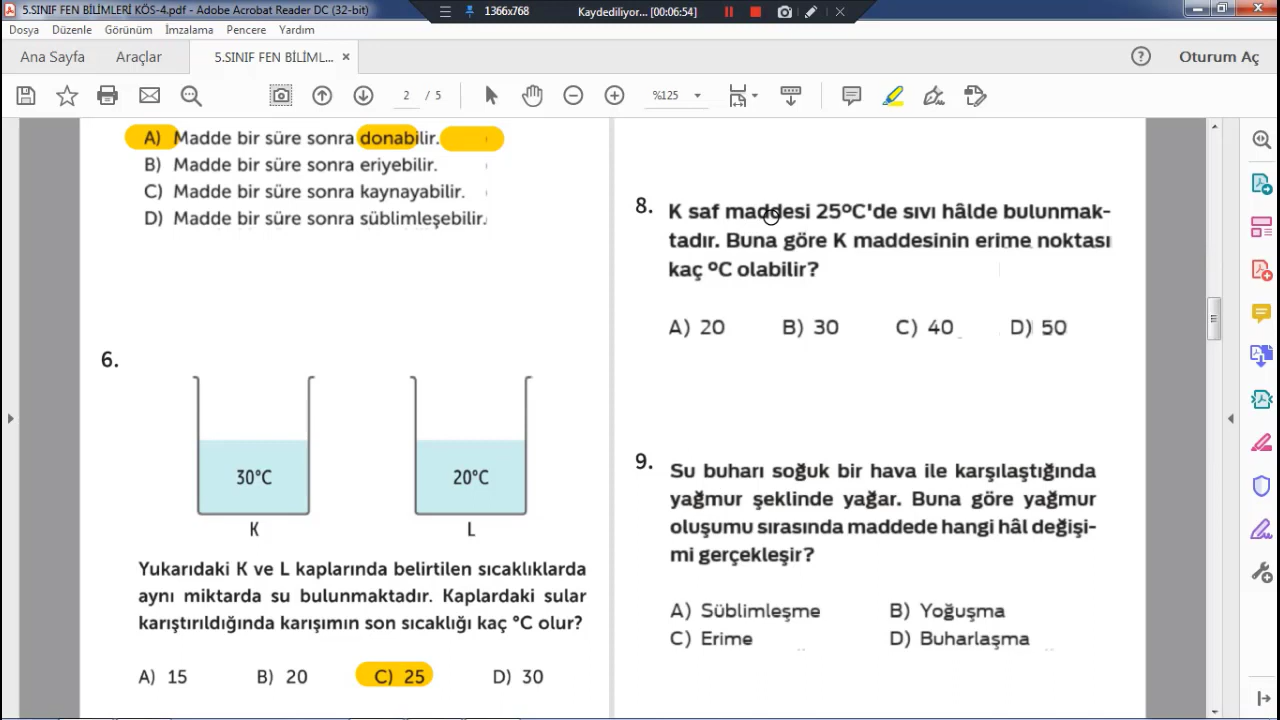 5.SINIF FEN BİLİMLERİ KÖS-4.pdf - Adobe Acrobat Reader DC (32-bit)
1366x768
Kaydediliyor... (00:06:54)
Dosya Düzenle Görünüm İmzalama Pencere Yardım
Ana Sayfa
Araçlar
5.SINIF FEN BİLİML...
Oturum Aç
2 / 5
%125
A) Madde bir süre sonra donabilir.
B) Madde bir süre sonra eriyebilir.
C) Madde bir süre sonra kaynayabilir.
D) Madde bir süre sonra süblimleşebilir.
6.
30°C
20°C
K
L
Yukarıdaki K ve L kaplarında belirtilen sıcaklıklarda
aynı miktarda su bulunmaktadır. Kaplardaki sular
karıştırıldığında karışımın son sıcaklığı kaç °C olur?
A) 15 B) 20 C) 25 D) 30
8. K saf maddesi 25°C'de sıvı hâlde bulunmak-
tadır. Buna göre K maddesinin erime noktası
kaç °C olabilir?
A) 20 B) 30 C) 40 D) 50
9. Su buharı soğuk bir hava ile karşılaştığında
yağmur şeklinde yağar. Buna göre yağmur
oluşumu sırasında maddede hangi hâl değişi-
mi gerçekleşir?
A) Süblimleşme B) Yoğuşma
C) Erime D) Buharlaşma